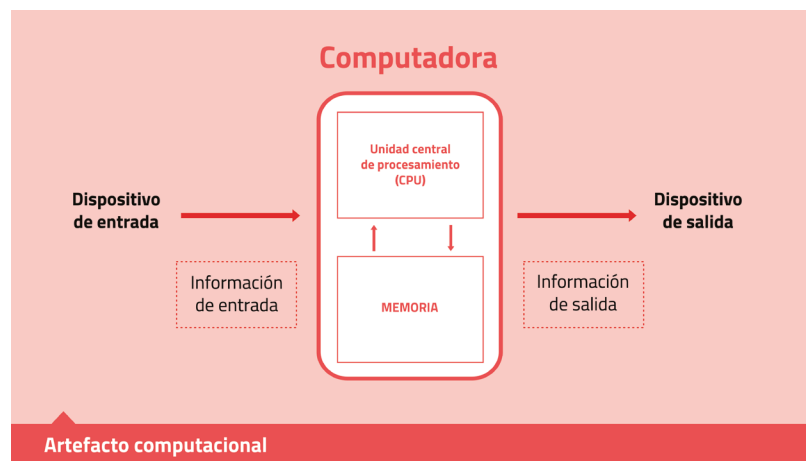 Computadora
Unidad central
de procesamiento
(CPU)
Dispositivo
de entrada
Dispositivo
de salida
Información
de entrada
MEMORIA
Información
de salida
Artefacto computacional